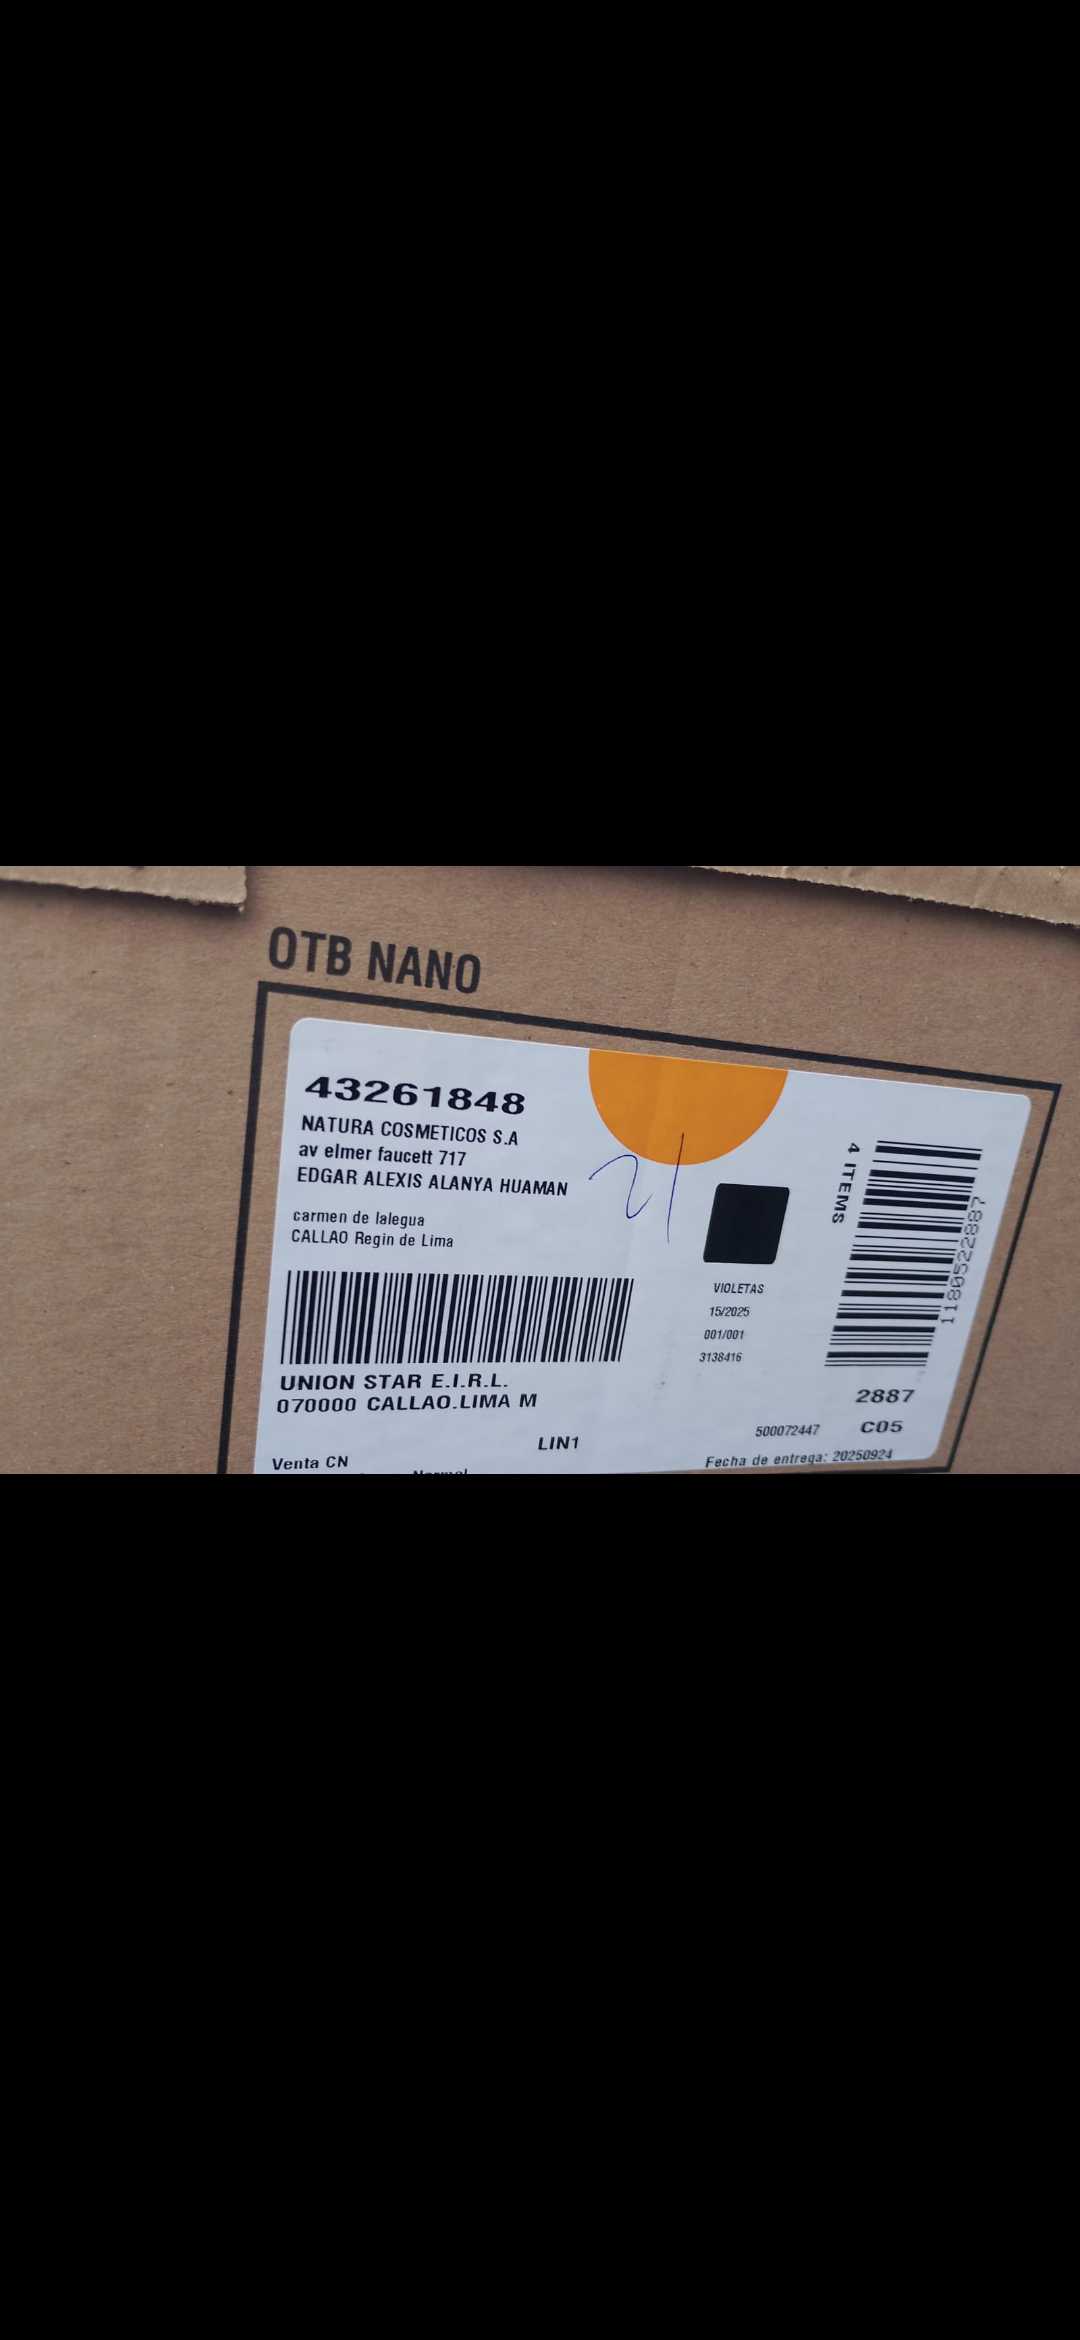 OTB NANO
43261848
NATURA COSMETICOS S.A
av elmer faucett 717
EDGAR ALEXIS ALANYA HUAMAN
carmen de lalegua
CALLAO Regin de Lima
21
4 ITEMS
1180522887
VIOLETAS
15/2025
001/001
3138416
UNION STAR E.I.R.L.
070000 CALLAO.LIMA M
2887
LIN1
500072447
C05
Venta CN
Normal
Fecha de entrega: 20250924